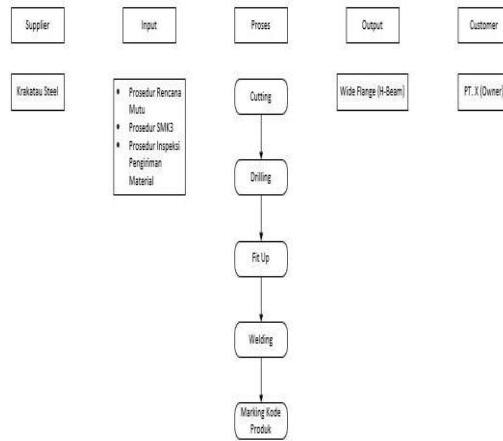 Supplier
Input
Proses
Output
Customer
Krakatau Steel
• Prosedur Rencana
Mutu
• Prosedur SMK3
• Prosedur Inspeksi
Pengiriman
Material
Cutting
Drilling
Fit Up
Welding
Marking Kode
Produk
Wide Flange (H-Beam)
PT. X (Owner)